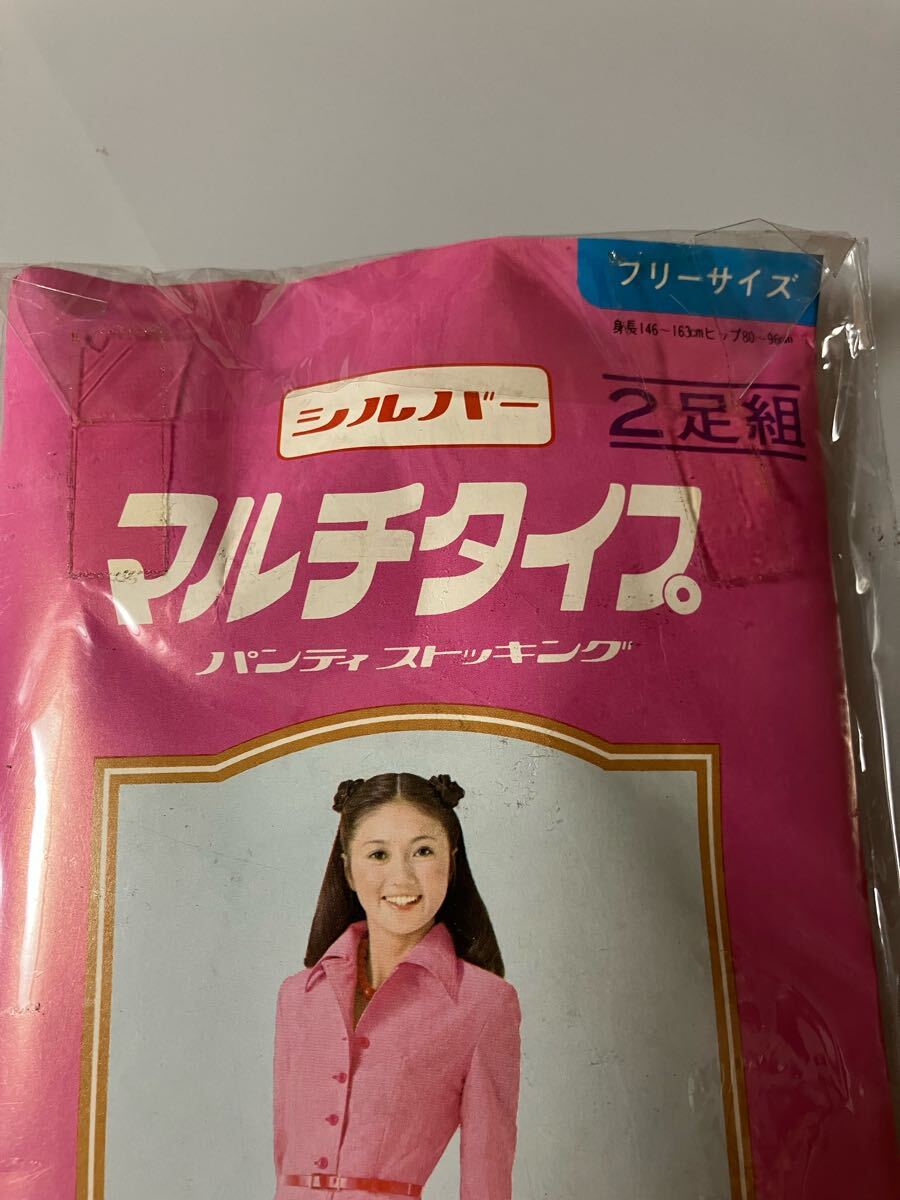 フリーサイズ
身長146~163cmヒップ80~98cm
シルバー
2足組
マルチタイプ
パンティストッキング